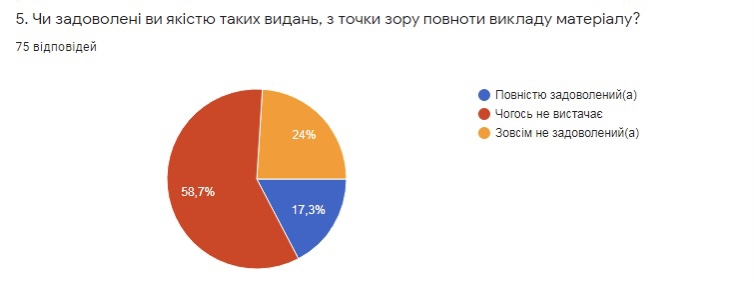 5. Чи задоволені ви якістю таких видань, з точки зору повноти викладу матеріалу?
75 відповідей
Повністю задоволений(а)
Чогось не вистачає
Зовсім не задоволений(а)
24%
58,7%
17,3%